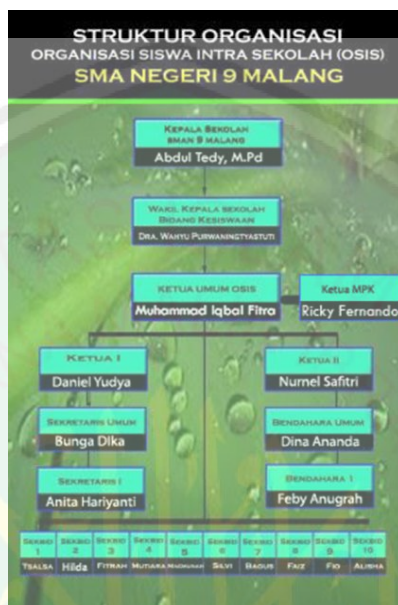 STRUKTUR ORGANISASI
ORGANISASI SISWA INTRA SEKOLAH (OSIS)
SMA NEGERI 9 MALANG
KEPALA SEKOLAH
SMAN 9 MALANG
Abdul Tedy, M.Pd
WAKIL KEPALA SEKOLAH
BIDANG KESISWAAN
DRA. WAHYU PURWANINGTYASTUTI
KETUA UMUM OSIS
Muhammad Iqbal Fitra
Ketua MPK
Ricky Fernando
KETUA I
Daniel Yudya
KETUA II
Nurnel Safitri
SEKRETARIS UMUM
Bunga Dika
BENDAHARA UMUM
Dina Ananda
SEKRETARIS I
Anita Hariyanti
BENDAHARA 1
Feby Anugrah
SEKBID SEKBID SEKBID SEKBID SEKBID SEKBID SEKBID SEKBID SEKBID SEKBID
1 2 3 4 5 6 7 8 9 10
TSALSA Hilda FITRAH MUTIARA SILVI BAGUS FAIZ FIO ALISHA